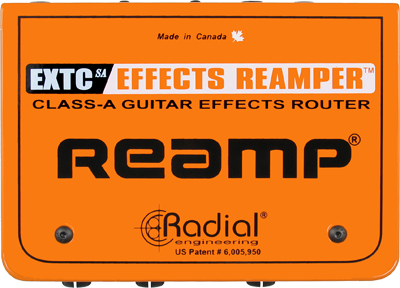 Made in Canada
EXTC SA EFFECTS REAMPER™
CLASS-A GUITAR EFFECTS ROUTER
REAMP®
Radial®
engineering
US Patent # 6,005,950